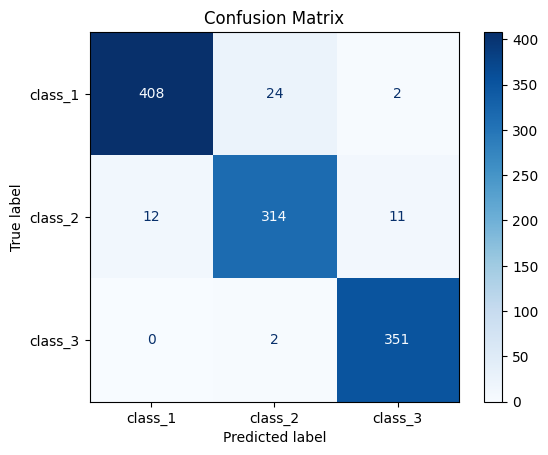 Confusion Matrix
True label
class_1
408
24
2
class_2
12
314
11
class_3
0
2
351
class_1
class_2
class_3
Predicted label
400
350
300
250
200
150
100
50
0